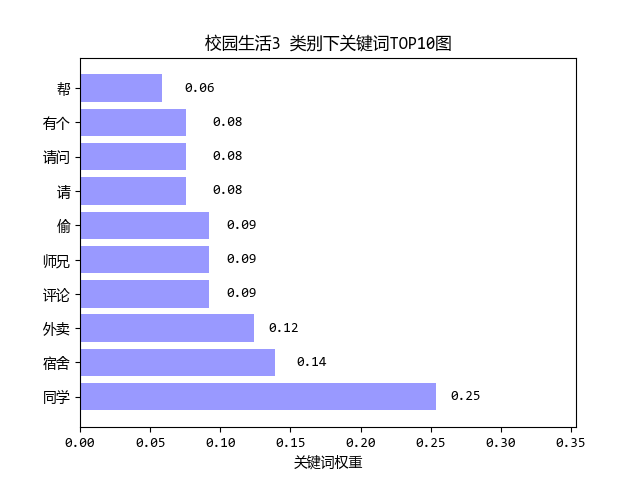 校园生活3 类别下关键词TOP10图
帮 0.06
有个 0.08
请问 0.08
请 0.08
偷 0.09
师兄 0.09
评论 0.09
外卖 0.12
宿舍 0.14
同学 0.25
0.00 0.05 0.10 0.15 0.20 0.25 0.30 0.35
关键词权重